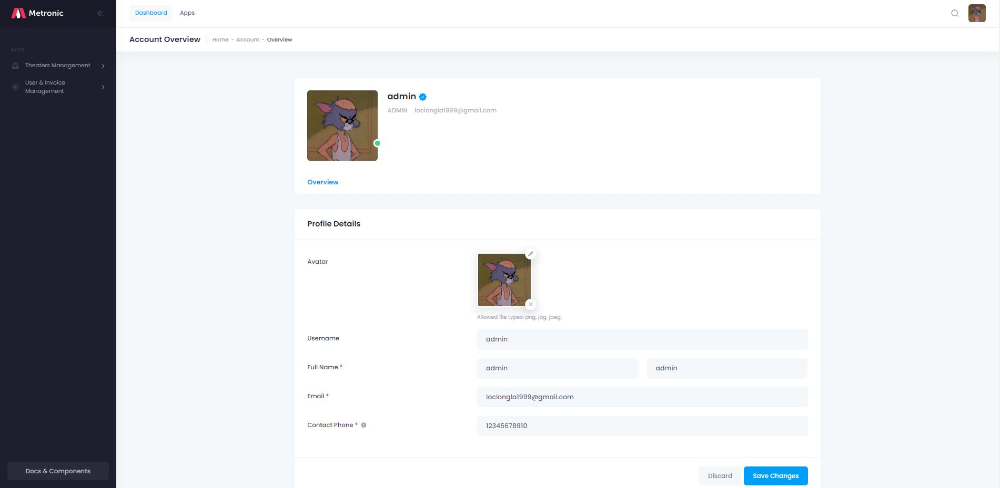 Metronic
Dashboard
Apps
Account Overview
Home - Account - Overview
APPS
Theaters Management
User & Invoice
Management
Docs & Components
admin
ADMIN loclongla1999@gmail.com
Overview
Profile Details
Avatar
Allowed file types: png, jpg, jpeg.
Username
admin
Full Name *
admin
admin
Email *
loclongla1999@gmail.com
Contact Phone *
12345678910
Discard
Save Changes